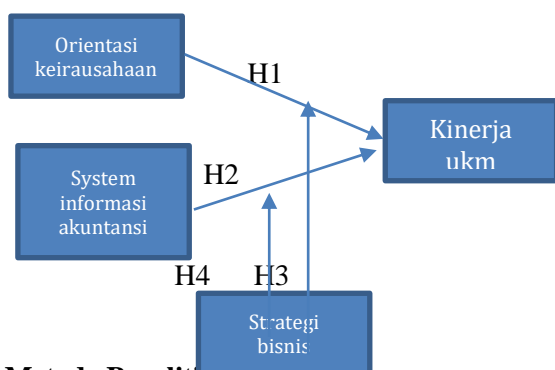 Orientasi
keirausahaan
H1
Kinerja
ukm
System
informasi
akuntansi
H2
H4
H3
Strategi
bisnis